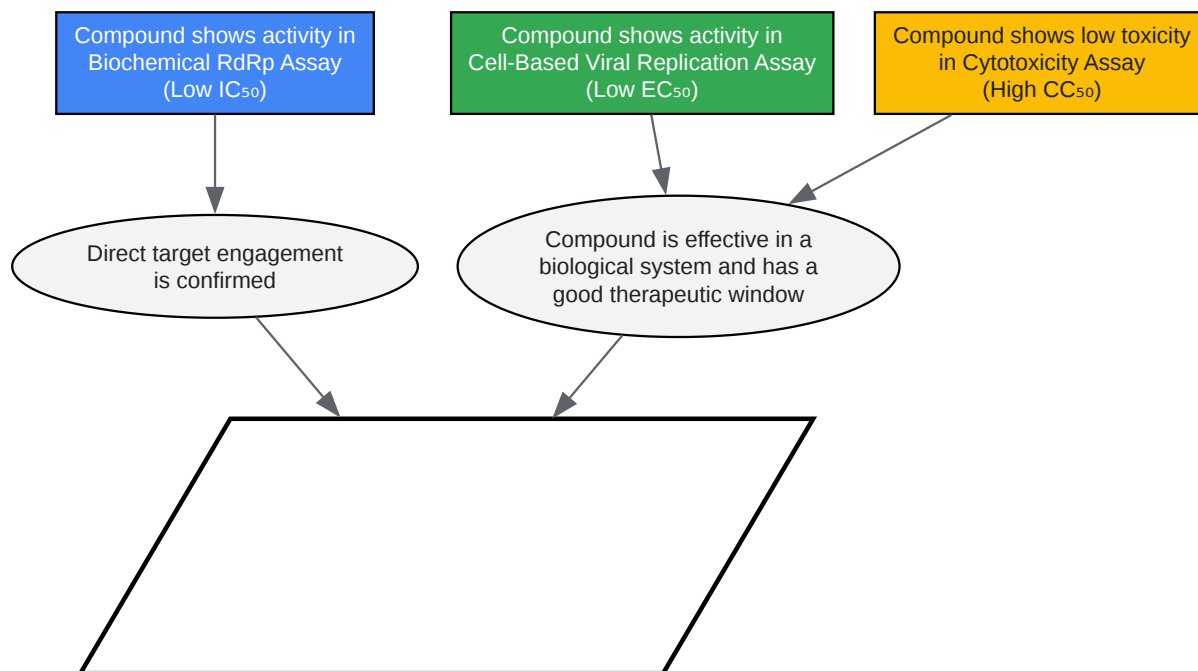 Compound shows activity in
Biochemical RdRp Assay
(Low IC₅₀)
Compound shows activity in
Cell-Based Viral Replication Assay
(Low EC₅₀)
Compound shows low toxicity
in Cytotoxicity Assay
(High CC₅₀)
Direct target engagement
is confirmed
Compound is effective in a
biological system and has a
good therapeutic window